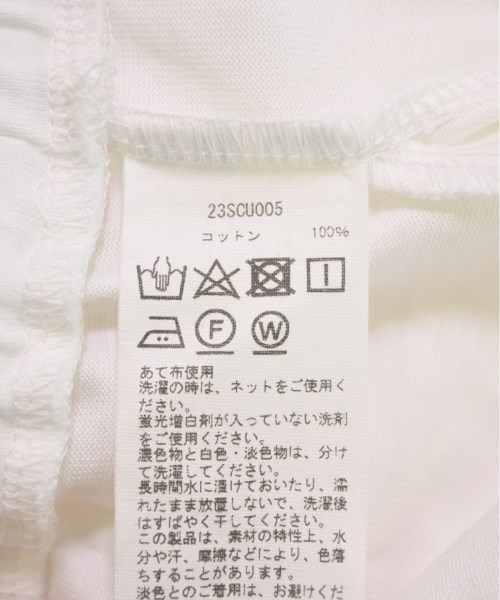 23SCU005
コットン 100%
F W
あて布使用
洗濯の時は、ネットをご使用く
ださい。
蛍光増白剤が入っていない洗剤
をご使用ください。
濃色物と白色・淡色物は、分け
て洗濯してください。
長時間水に漬けておいたり、濡
れたまま放置しないで、洗濯後
はすばやく干してください。
この製品は、素材の特性上、水
分や汗、摩擦などにより、色落
ちすることがあります。
淡色とのご着用は、お避けくだ